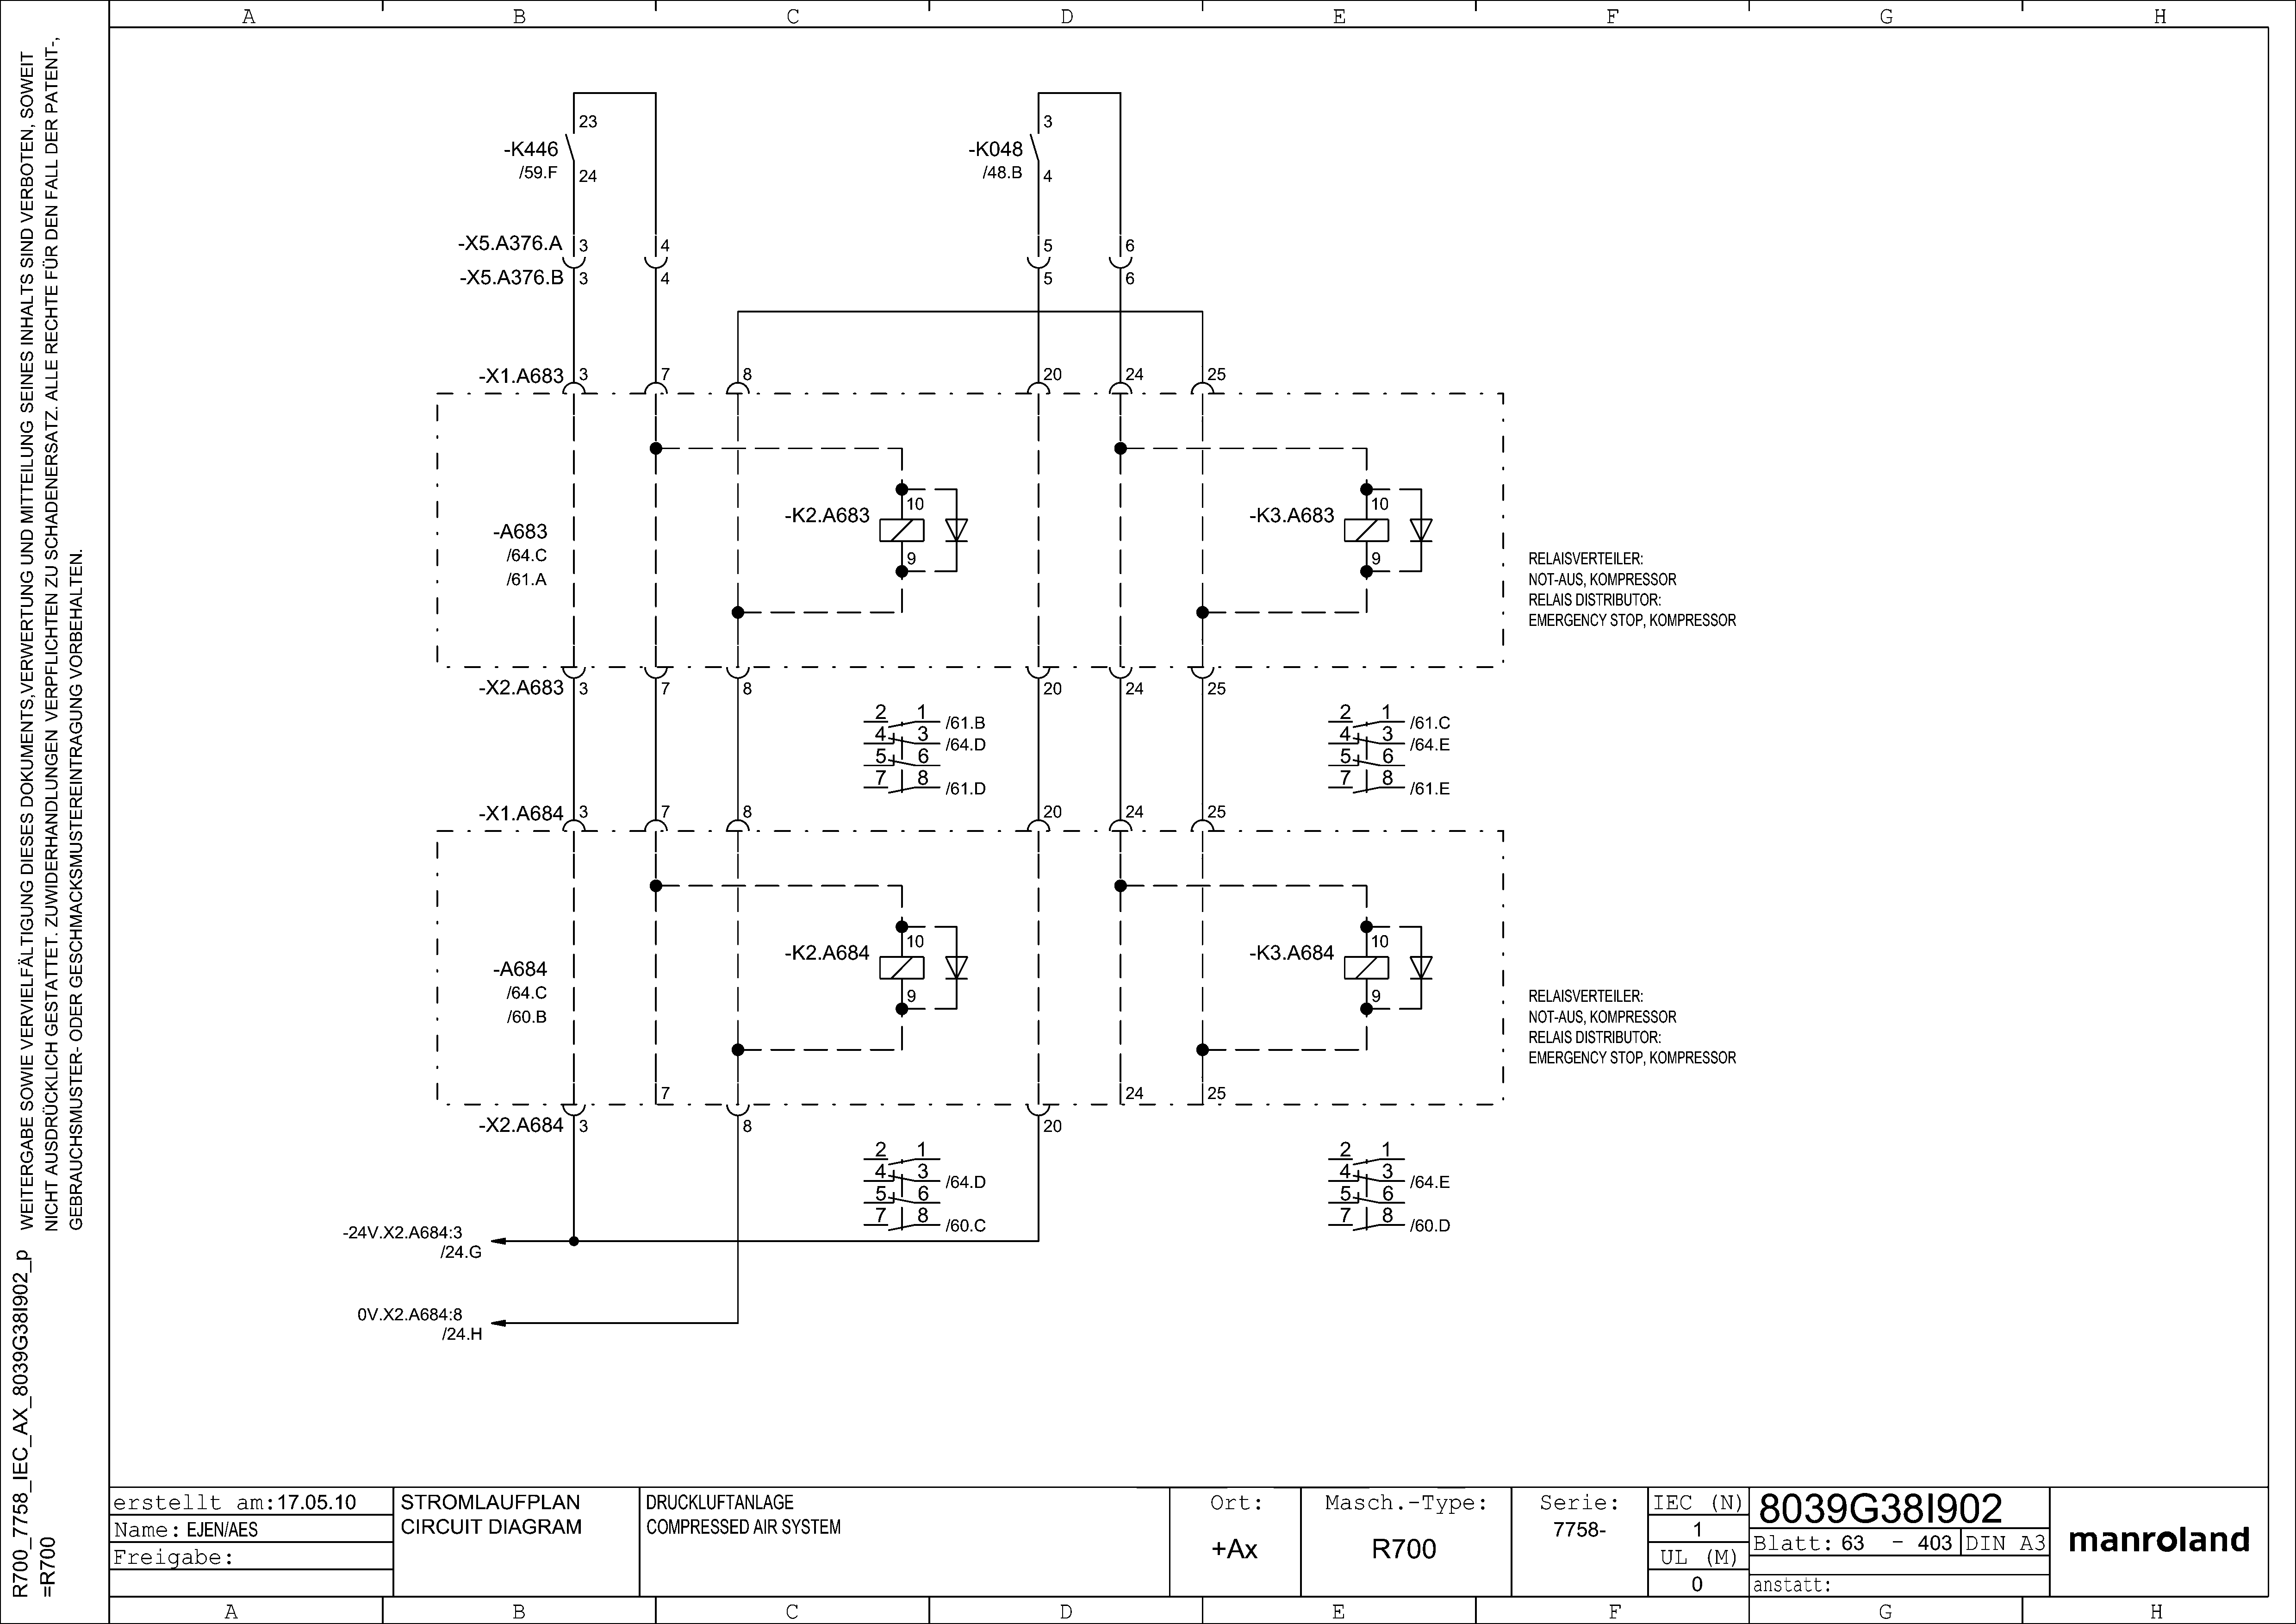 A B C D E F G H
WEITERGABE SOWIE VERVIELFÄLTIGUNG DIESES DOKUMENTS,VERWERTUNG UND MITTEILUNG SEINES INHALTS SIND VERBOTEN, SOWEIT
NICHT AUSDRÜCKLICH GESTATTET. ZUWIDERHANDLUNGEN VERPFLICHTEN ZU SCHADENERSATZ. ALLE RECHTE FÜR DEN FALL DER PATENT-,
GEBRAUCHSMUSTER- ODER GESCHMACKSMUSTEREINTRAGUNG VORBEHALTEN.
R700_7758_IEC_AX_8039G38I902_p
=R700
23 3
-K446 -K048
/59.F /48.B
24 4
-X5.A376.A 3 4 5 6
-X5.A376.B 3 4 5 6
-X1.A683 3 7 8 20 24 25
10 10
-K2.A683 -K3.A683
-A683
/64.C
/61.A
9 9
RELAISVERTEILER:
NOT-AUS, KOMPRESSOR
RELAIS DISTRIBUTOR:
EMERGENCY STOP, KOMPRESSOR
-X2.A683 3 7 8 20 24 25
2 1 /61.B 2 1 /61.C
4 3 /64.D 4 3 /64.E
5 6 5 6
7 8 /61.D 7 8 /61.E
-X1.A684 3 7 8 20 24 25
10 10
-K2.A684 -K3.A684
-A684
/64.C
/60.B
9 9
RELAISVERTEILER:
NOT-AUS, KOMPRESSOR
RELAIS DISTRIBUTOR:
EMERGENCY STOP, KOMPRESSOR
7 24 25
-X2.A684 3 8 20
2 1 2 1
4 3 /64.D 4 3 /64.E
5 6 5 6
7 8 /60.C 7 8 /60.D
-24V.X2.A684:3
/24.G
0V.X2.A684:8
/24.H
erstellt am:17.05.10
Name: EJEN/AES
Freigabe:
STROMLAUFPLAN
CIRCUIT DIAGRAM
DRUCKLUFTANLAGE
COMPRESSED AIR SYSTEM
Ort:
+Ax
Masch.-Type:
R700
Serie:
7758-
IEC (N)
1
UL (M)
0
8039G38I902
Blatt: 63 - 403 DIN A3
anstatt:
manroland
A B C D E F G H